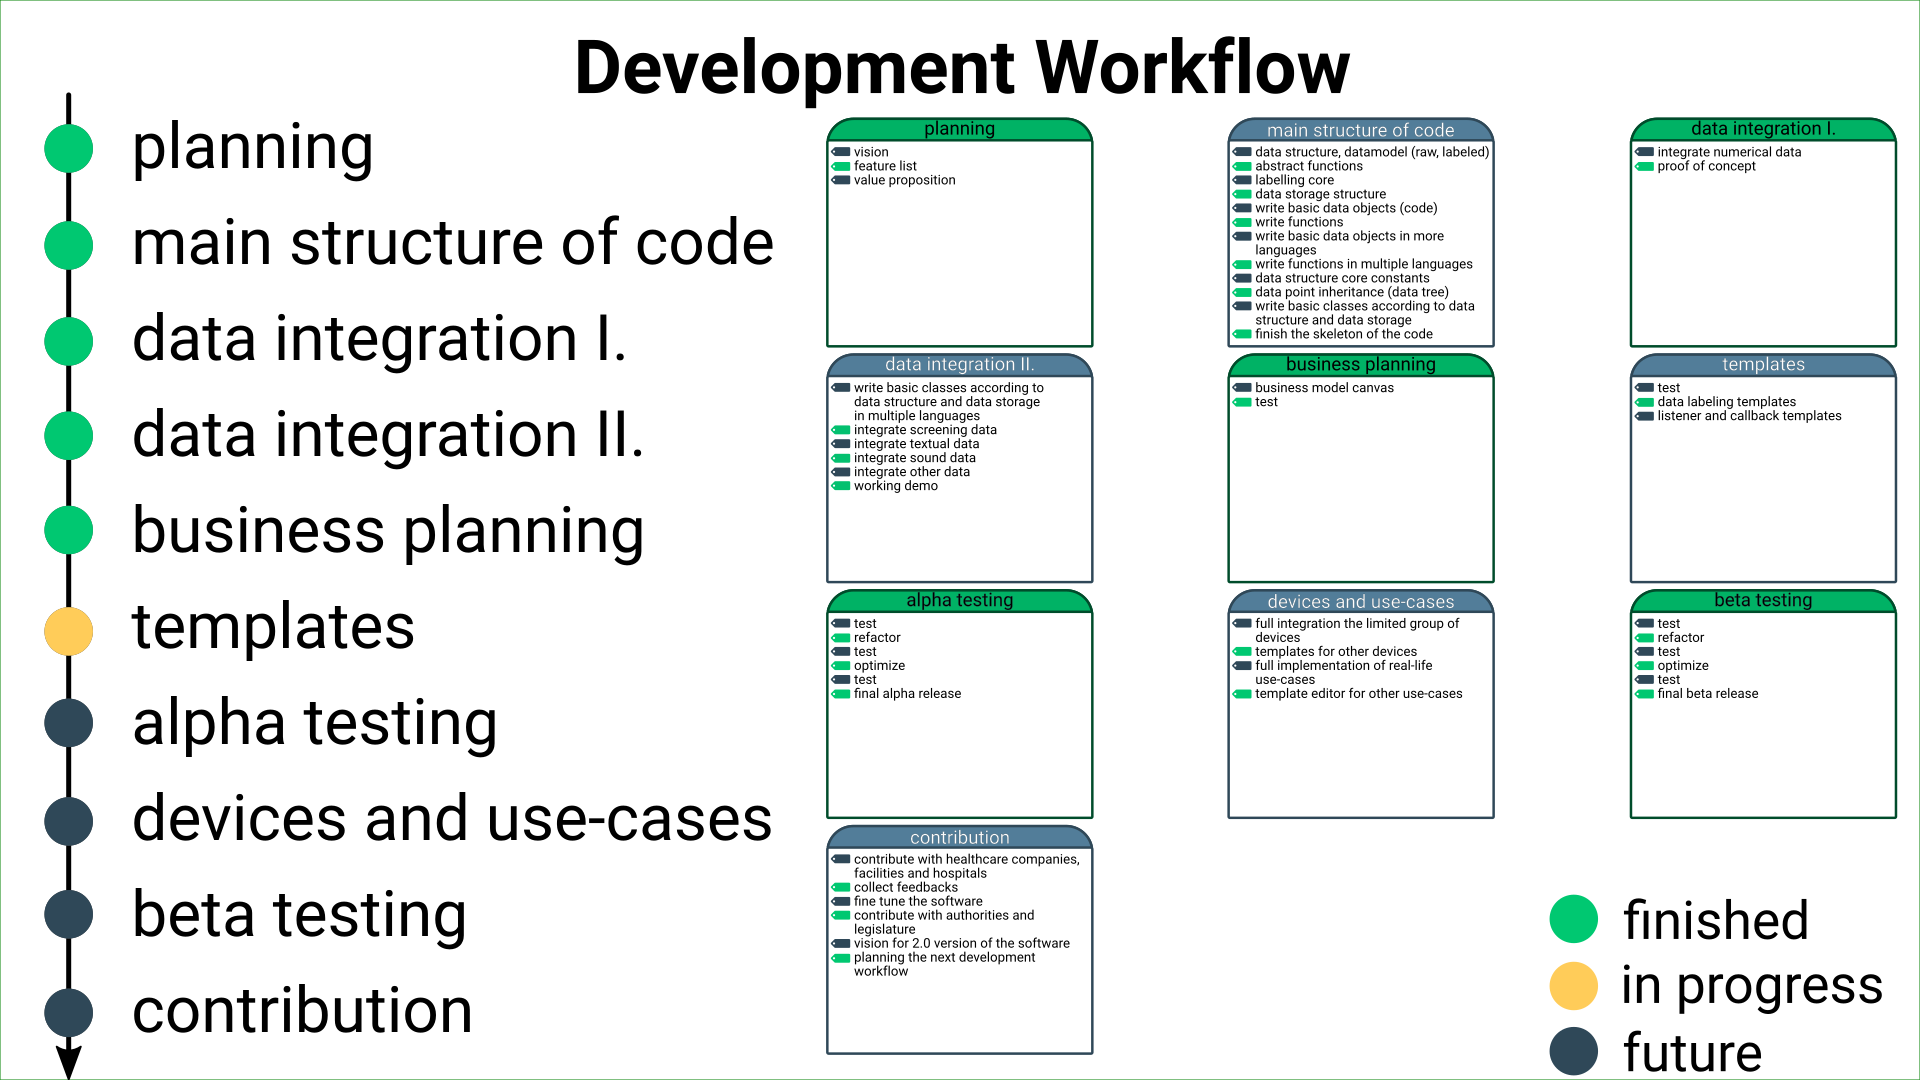 Development Workflow
planning
main structure of code
data integration I.
data integration II.
business planning
templates
alpha testing
devices and use-cases
beta testing
contribution
planning
vision
feature list
value proposition
main structure of code
data structure, datamodel (raw, labeled)
abstract functions
labelling core
data storage structure
write basic data objects (code)
write functions
write basic data objects in more
languages
write functions in multiple languages
data structure core constants
data point inheritance (data tree)
write basic classes according to data
structure and data storage
finish the skeleton of the code
data integration I.
integrate numerical data
proof of concept
data integration II.
write basic classes according to
data structure and data storage
in multiple languages
integrate screening data
integrate textual data
integrate sound data
integrate other data
working demo
business planning
business model canvas
test
templates
test
data labeling templates
listener and callback templates
alpha testing
test
refactor
test
optimize
test
final alpha release
devices and use-cases
full integration the limited group of
devices
templates for other devices
full implementation of real-life
use-cases
template editor for other use-cases
beta testing
test
refactor
test
optimize
test
final beta release
contribution
contribute with healthcare companies,
facilities and hospitals
collect feedbacks
fine tune the software
contribute with authorities and
legislature
vision for 2.0 version of the software
planning the next development
workflow
finished
in progress
future